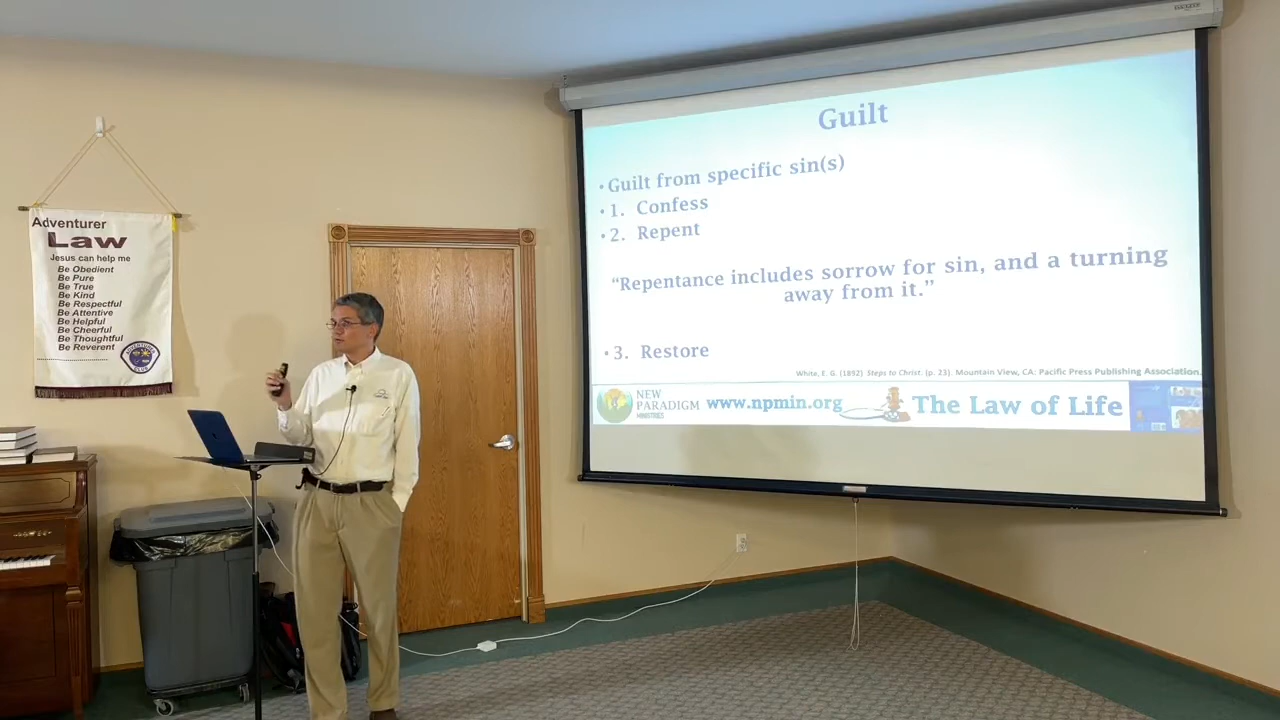 Adventurer
Law
Jesus can help me
Be Obedient
Be Pure
Be True
Be Kind
Be Respectful
Be Attentive
Be Helpful
Be Cheerful
Be Thoughtful
Be Reverent
ADVENTURER
CLUB
Guilt
• Guilt from specific sin(s)
• 1. Confess
• 2. Repent
“Repentance includes sorrow for sin, and a turning
away from it.”
• 3. Restore
White, E. G. (1892) Steps to Christ. (p. 23). Mountain View, CA: Pacific Press Publishing Association.
NEW
PARADIGM
MINISTRIES
www.npmin.org
The Law of Life